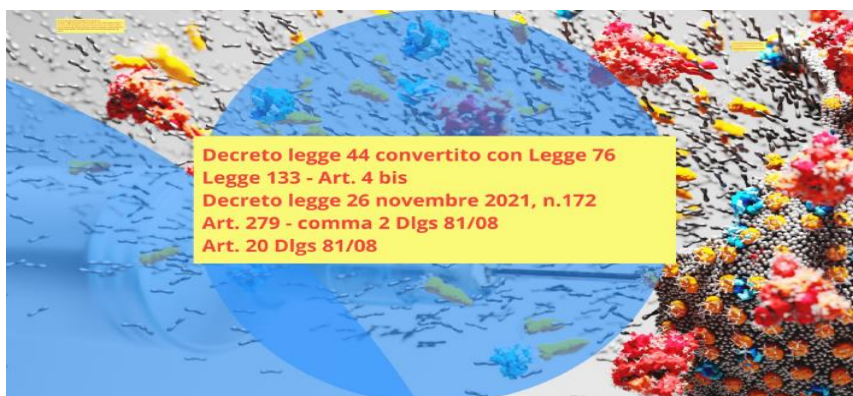 Decreto legge 44 convertito con Legge 76
Legge 133 - Art. 4 bis
Decreto legge 26 novembre 2021, n.172
Art. 279 - comma 2 Dlgs 81/08
Art. 20 Dlgs 81/08